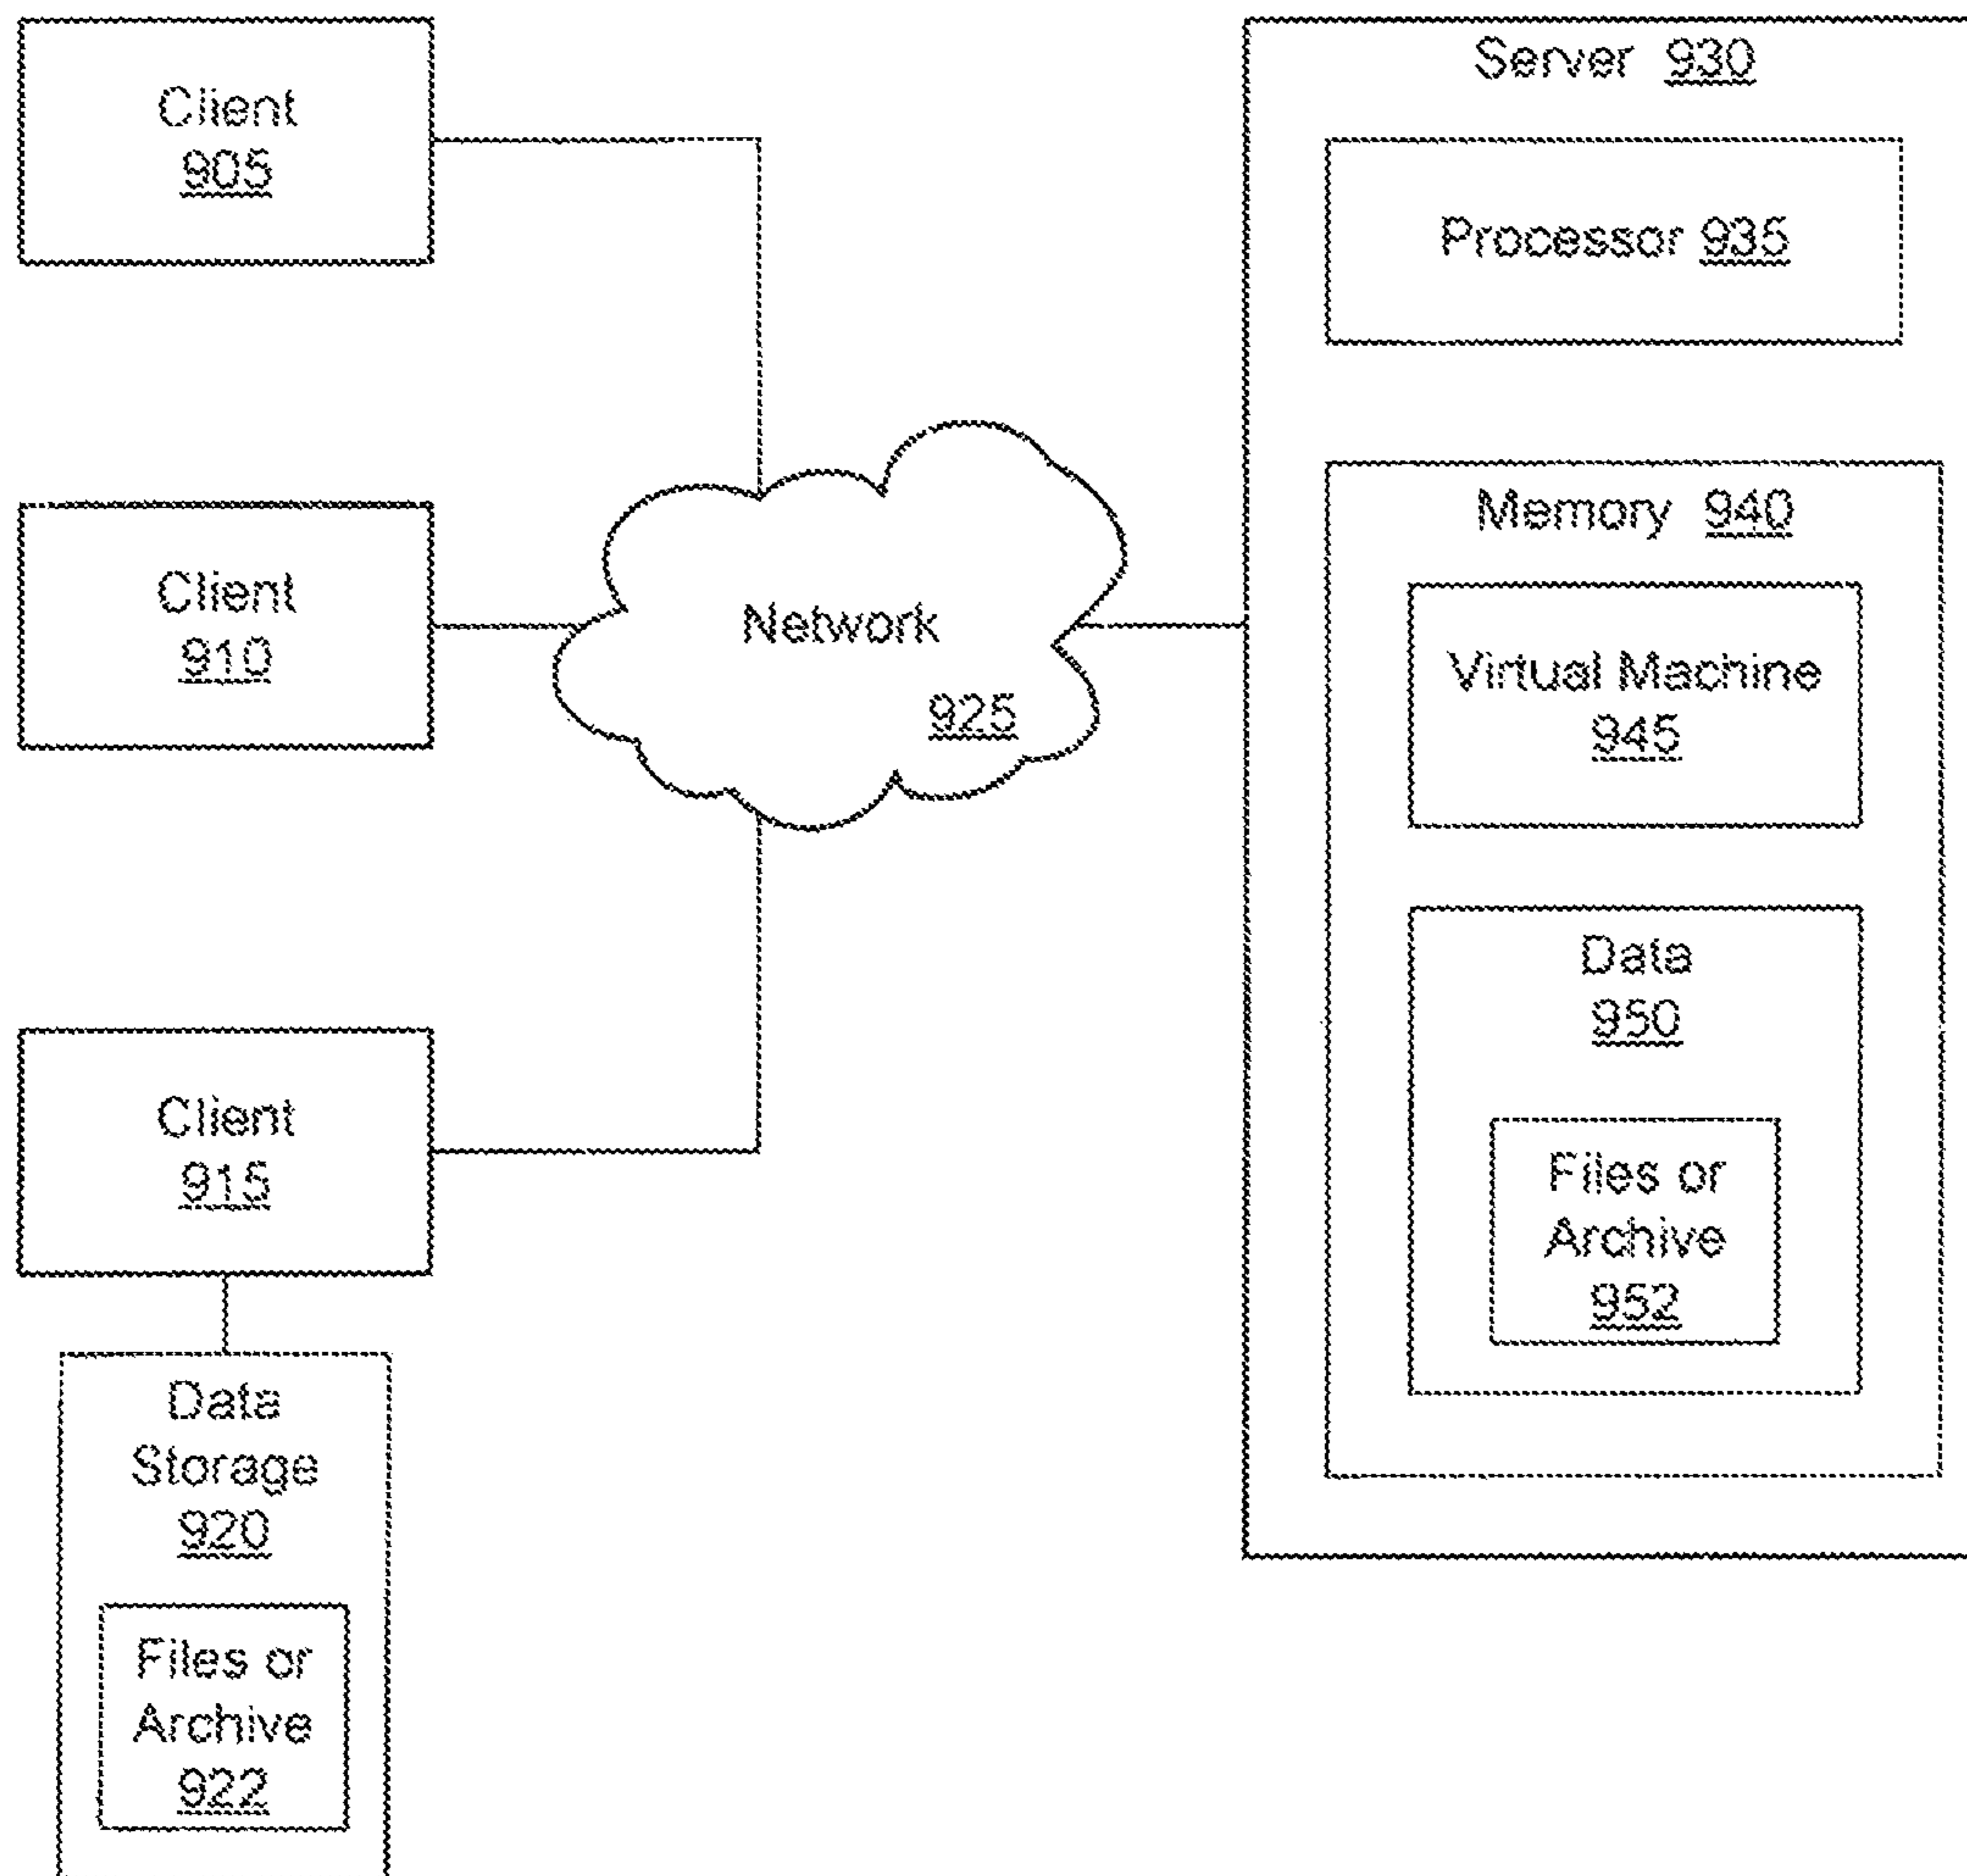 Client
905
Client
910
Client
915
Data
Storage
920
Files or
Archive
922
Network
925
Server 930
Processor 935
Memory 940
Virtual Machine
945
Data
950
Files or
Archive
952